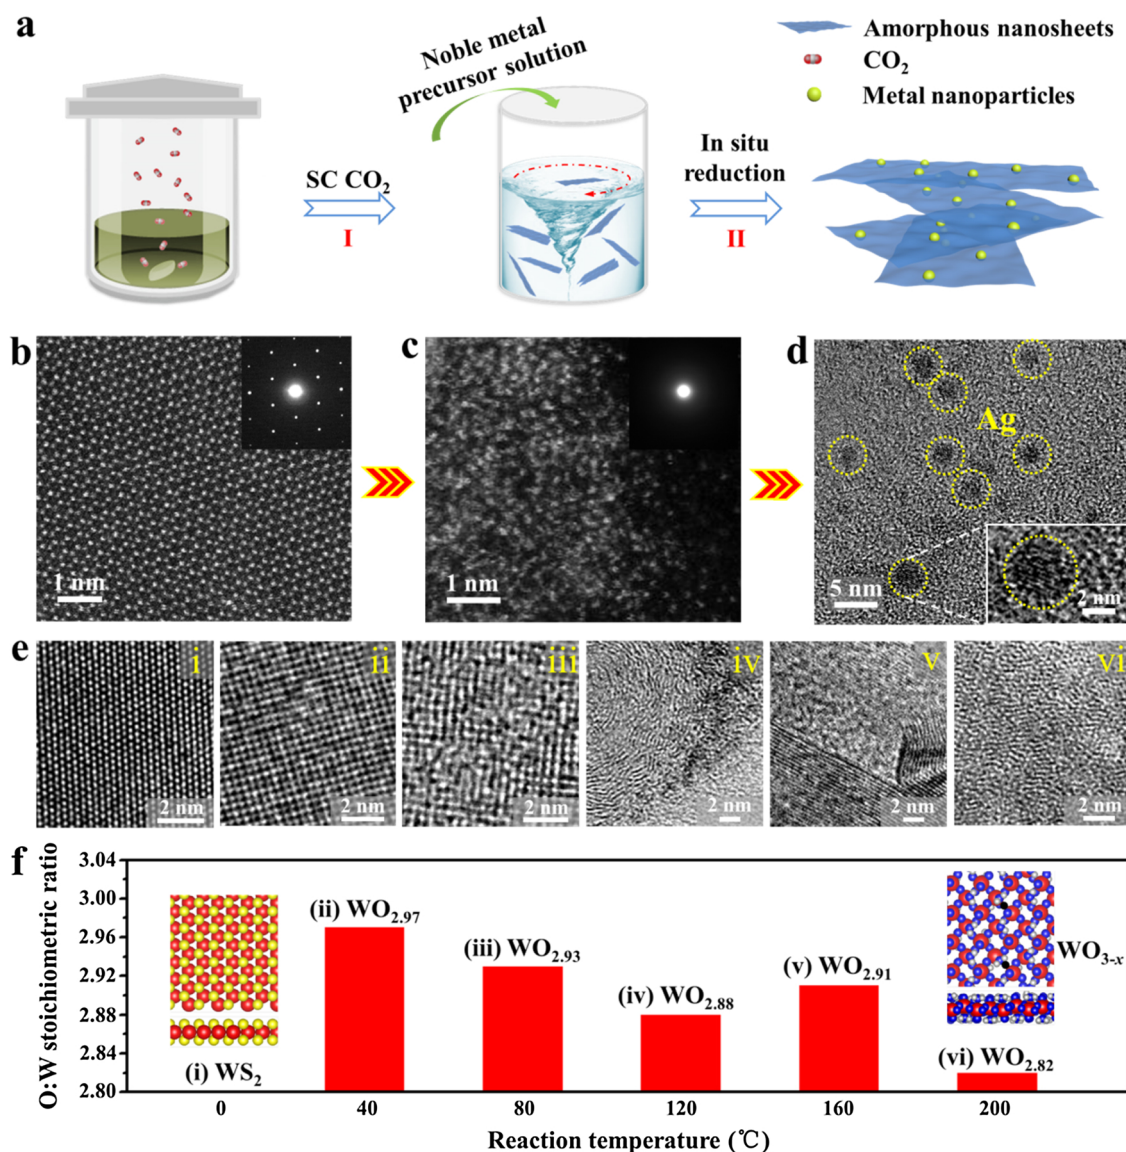 a
Noble metal
precursor solution
Amorphous nanosheets
CO₂
Metal nanoparticles
SC CO₂
I
In situ
reduction
II
b
1 nm
c
1 nm
d
Ag
5 nm
2 nm
e
i
2 nm
ii
2 nm
iii
2 nm
iv
2 nm
v
2 nm
vi
2 nm
f
O:W stoichiometric ratio
3.04
3.00
2.96
2.92
2.88
2.84
2.80
(i) WS₂
(ii) WO₂.₉₇
(iii) WO₂.₉₃
(iv) WO₂.₈₈
(v) WO₂.₉₁
(vi) WO₂.₈₂
WO₃₋ₓ
0 40 80 120 160 200
Reaction temperature (℃)